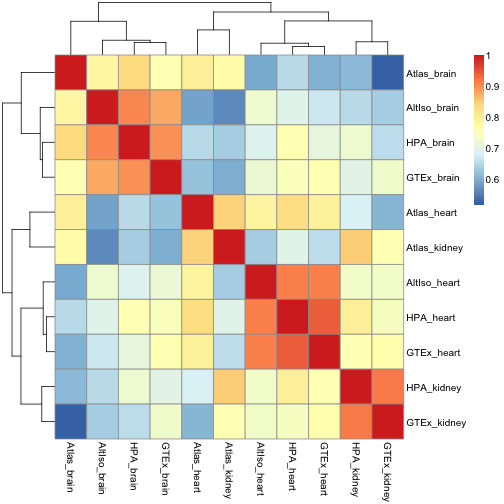 1
0.9
0.8
0.7
0.6
Atlas_brain
AltIso_brain
HPA_brain
GTEx_brain
Atlas_heart
Atlas_kidney
AltIso_heart
HPA_heart
GTEx_heart
HPA_kidney
GTEx_kidney
Atlas_brain
AltIso_brain
HPA_brain
GTEx_brain
Atlas_heart
Atlas_kidney
AltIso_heart
HPA_heart
GTEx_heart
HPA_kidney
GTEx_kidney